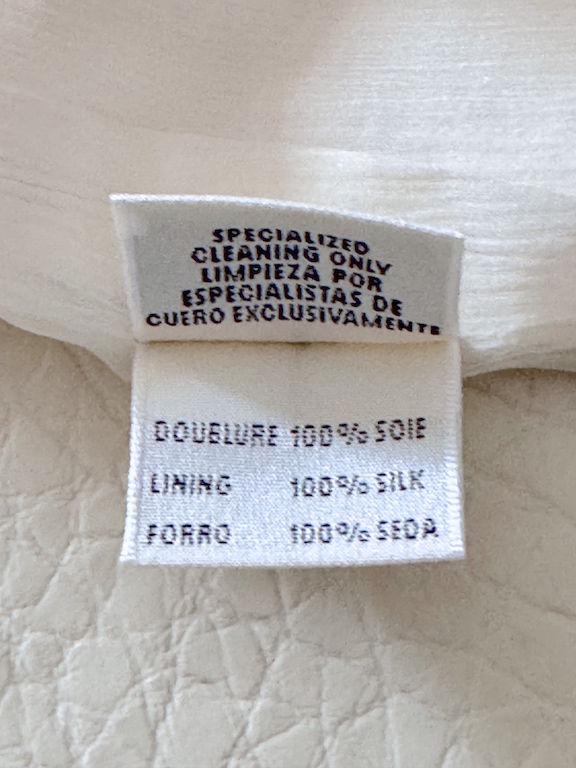 SPECIALIZED
CLEANING ONLY
LIMPIEZA POR
ESPECIALISTAS DE
CUERO EXCLUSIVAMENTE
DOUBLURE 100% SOIE
LINING 100% SILK
FORRO 100% SEDA